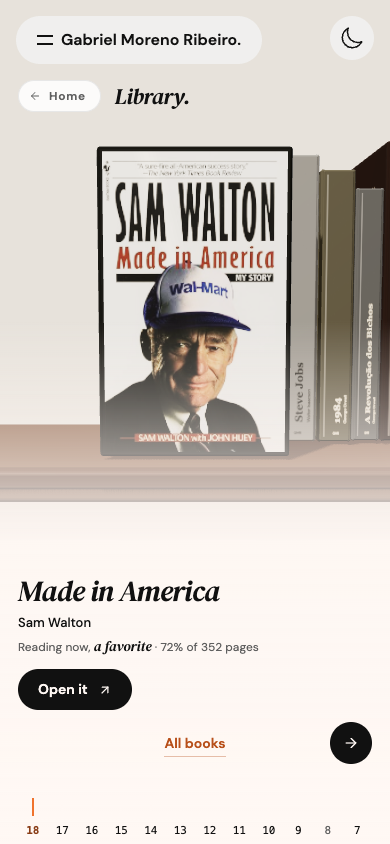 Gabriel Moreno Ribeiro.
Home
Library.
"A sure-fire all-American success story"
—The New York Times Book Review
SAM WALTON
Made in America
MY STORY
Wal-Mart
SAM WALTON with JOHN HUEY
Steve Jobs
1984
A Revolução dos Bichos
Made in America
Sam Walton
Reading now, a favorite · 72% of 352 pages
Open it
All books
18 17 16 15 14 13 12 11 10 9 8 7